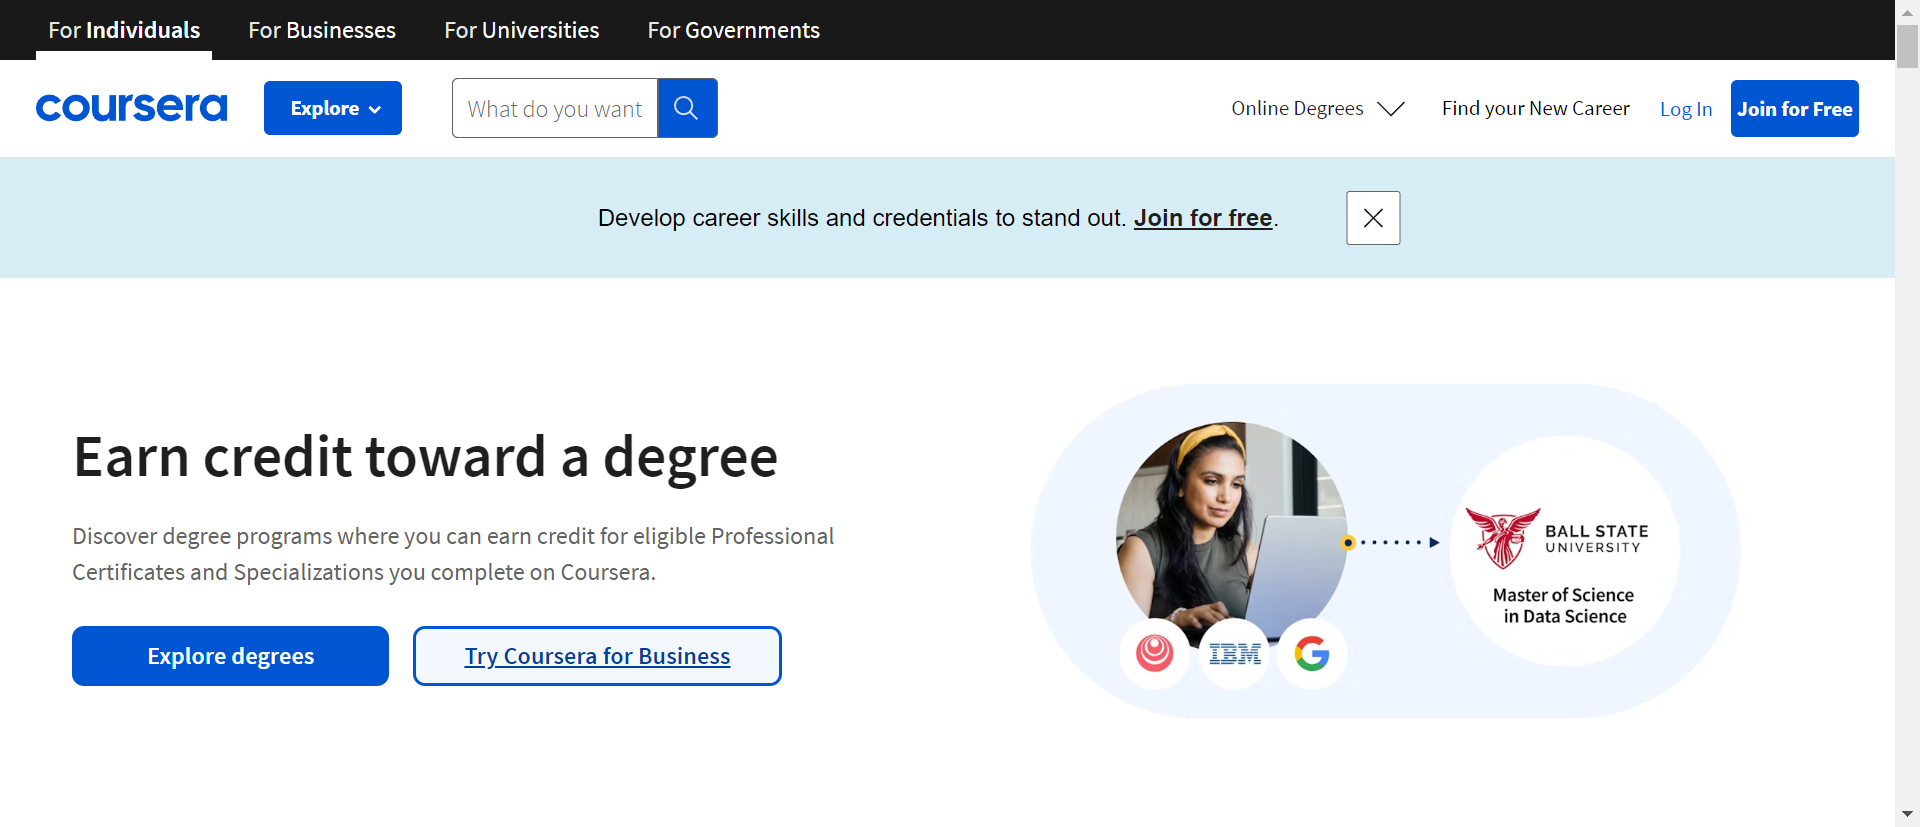 For Individuals For Businesses For Universities For Governments
coursera Explore What do you want Online Degrees Find your New Career Log In Join for Free
Develop career skills and credentials to stand out. Join for free.
Earn credit toward a degree
Discover degree programs where you can earn credit for eligible Professional
Certificates and Specializations you complete on Coursera.
Explore degrees Try Coursera for Business
BALL STATE
UNIVERSITY
Master of Science
in Data Science
IBM G